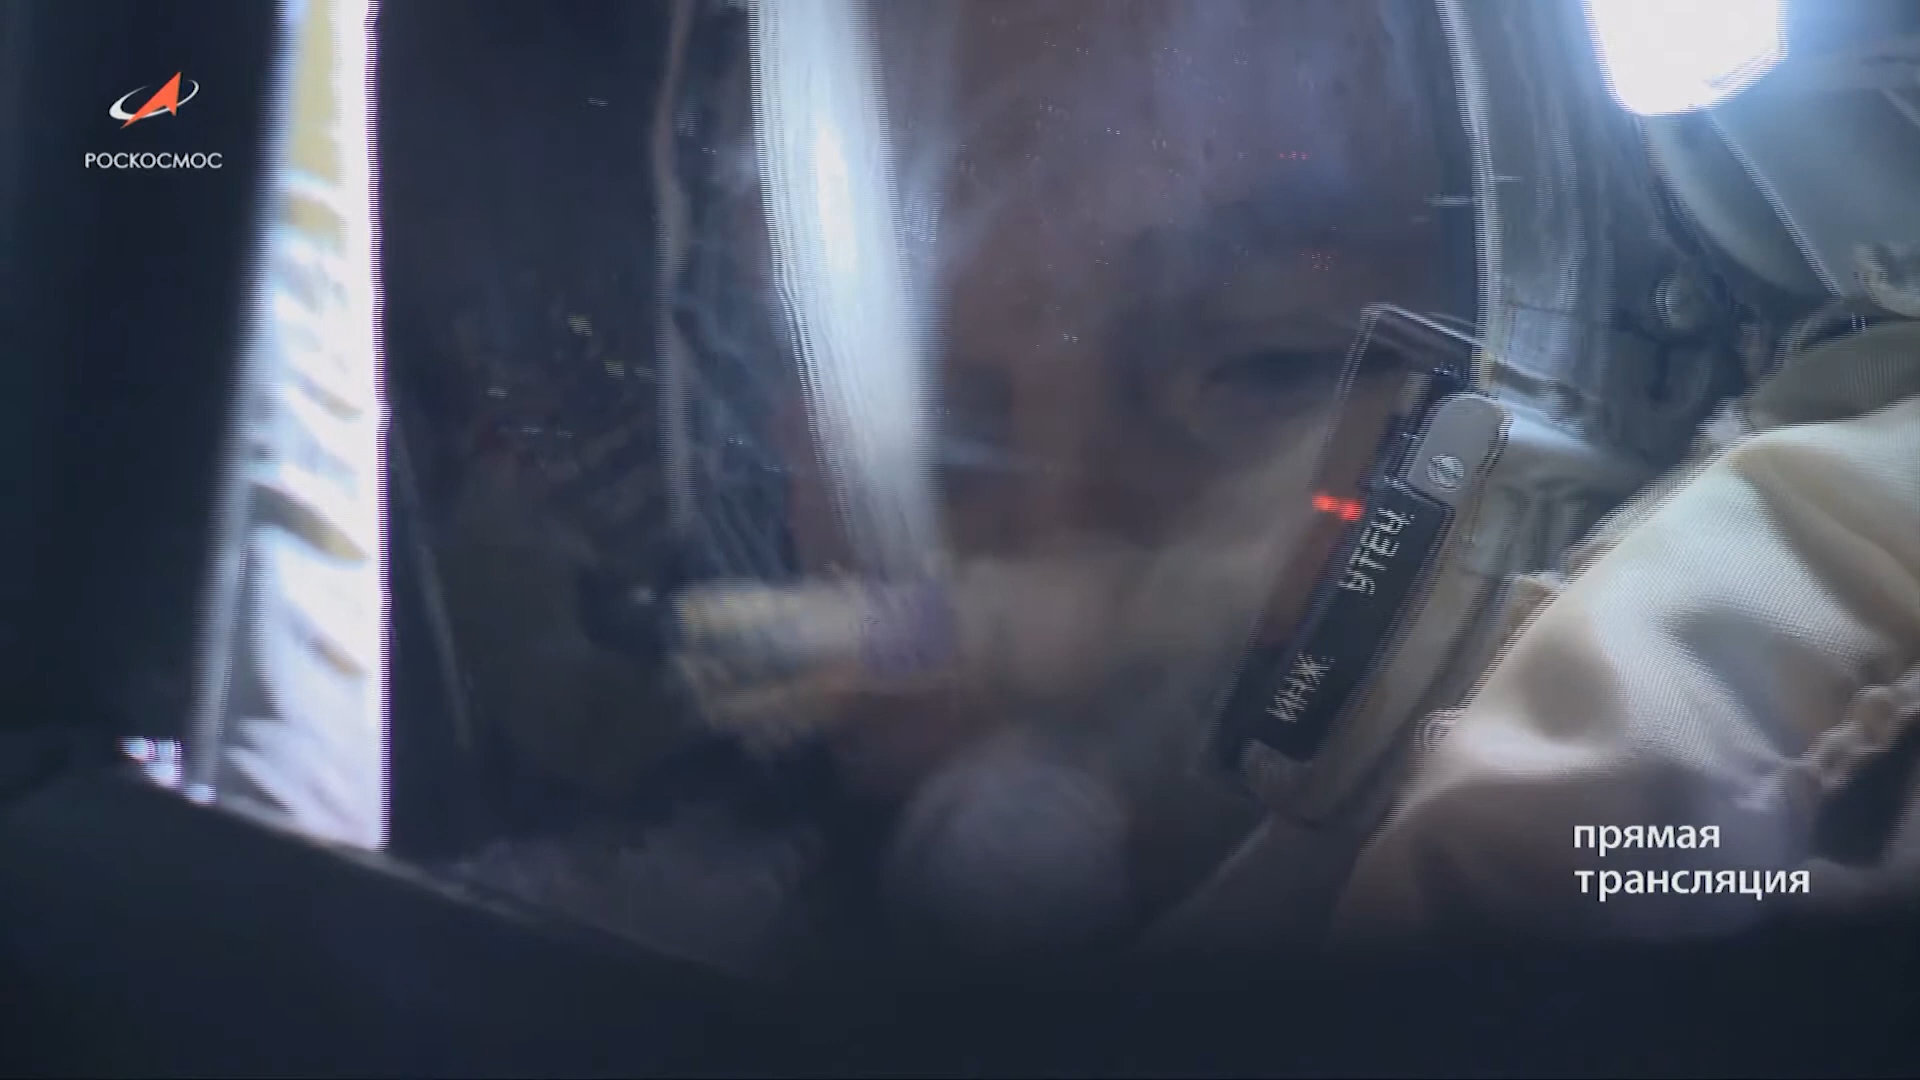 РОСКОСМОС
УТЕЧ.
ИНЖ.
прямая
трансляция